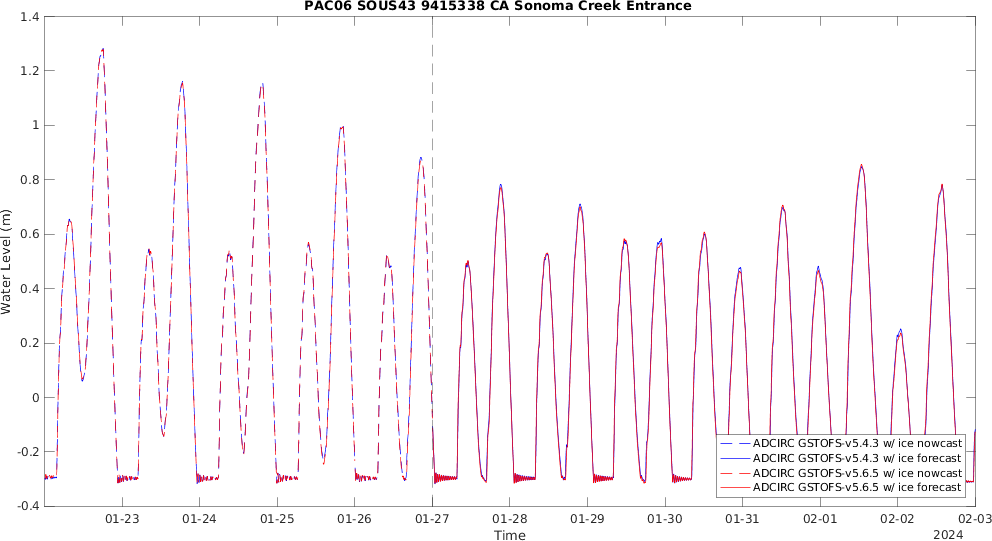 PAC06 SOUS43 9415338 CA Sonoma Creek Entrance
1.4
1.2
1
0.8
0.6
0.4
0.2
0
-0.2
-0.4
Water Level (m)
ADCIRC GSTOFS-v5.4.3 w/ ice nowcast
ADCIRC GSTOFS-v5.4.3 w/ ice forecast
ADCIRC GSTOFS-v5.6.5 w/ ice nowcast
ADCIRC GSTOFS-v5.6.5 w/ ice forecast
01-23 01-24 01-25 01-26 01-27 01-28 01-29 01-30 01-31 02-01 02-02 02-03
Time
2024